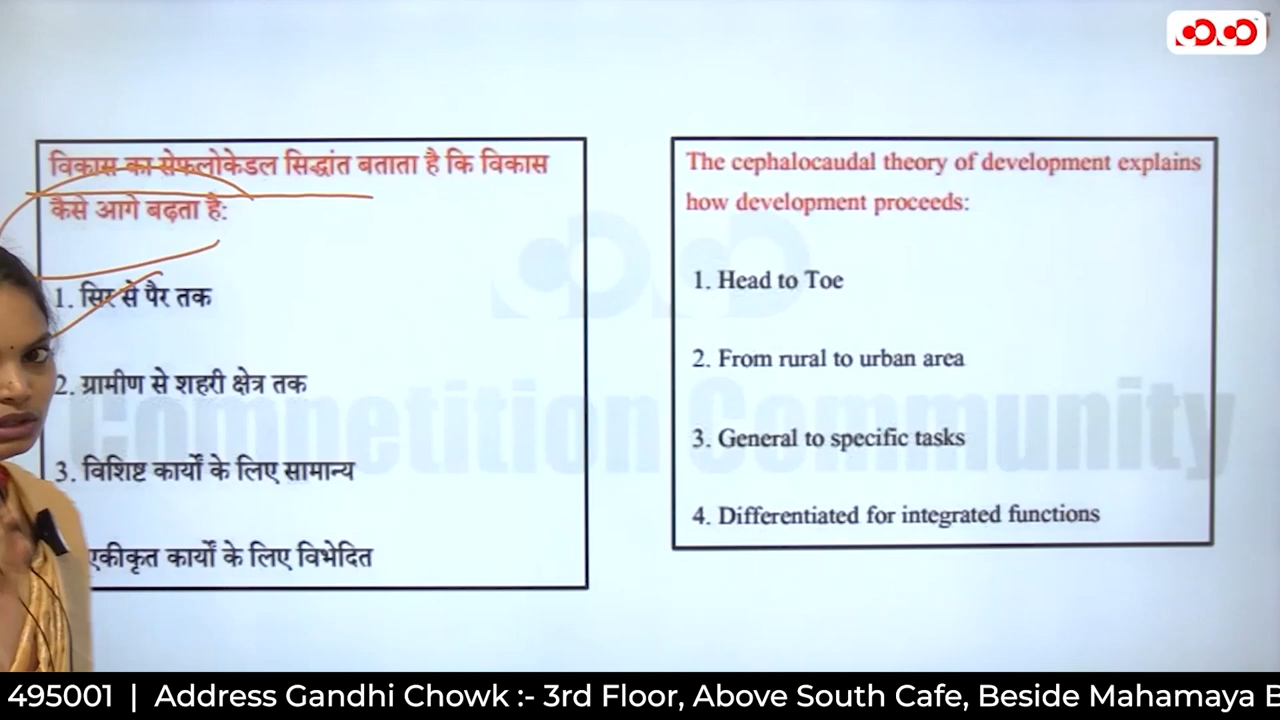 विकास का सेफलोकेडल सिद्धांत बताता है कि विकास
कैसे आगे बढ़ता है:
1. सिर से पैर तक
2. ग्रामीण से शहरी क्षेत्र तक
3. विशिष्ट कार्यों के लिए सामान्य
एकीकृत कार्यों के लिए विभेदित
The cephalocaudal theory of development explains
how development proceeds:
1. Head to Toe
2. From rural to urban area
3. General to specific tasks
4. Differentiated for integrated functions
Competition Community
495001 | Address Gandhi Chowk :- 3rd Floor, Above South Cafe, Beside Mahamaya